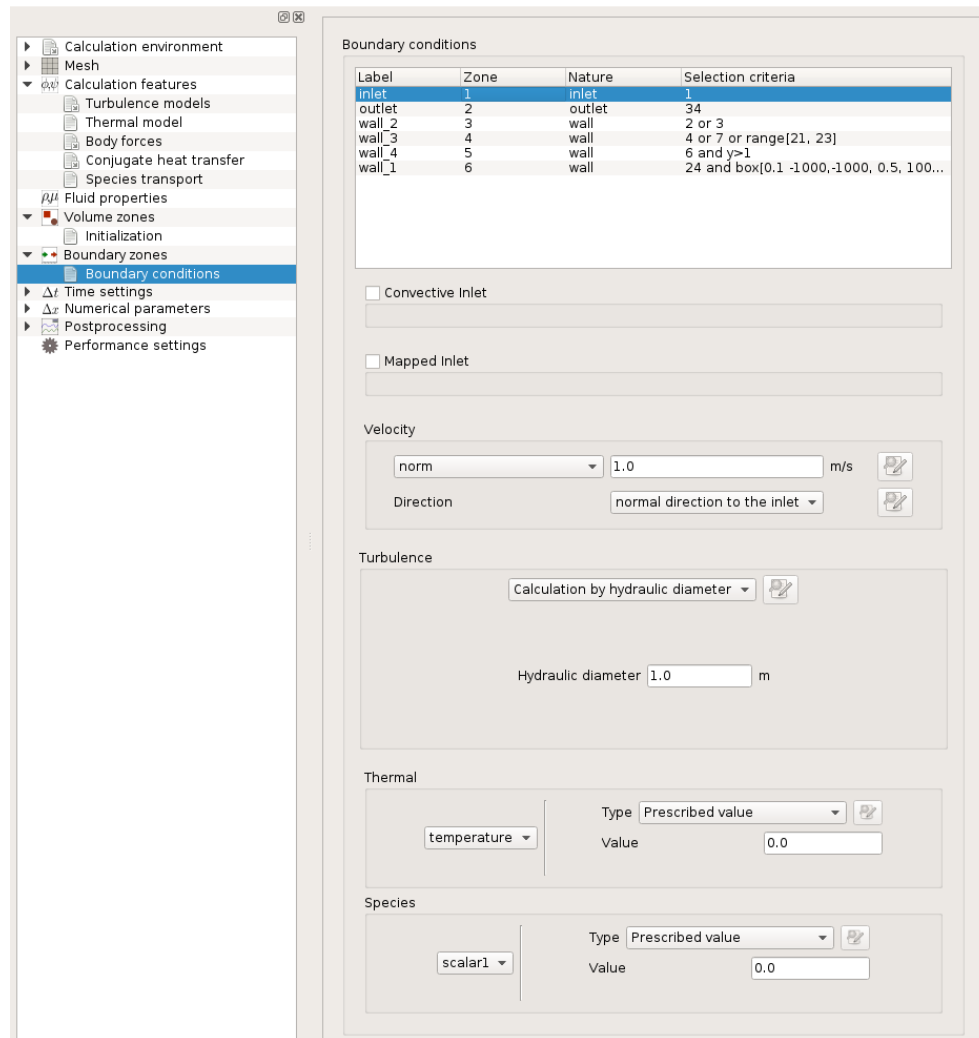 Calculation environment
Mesh
Calculation features
Turbulence models
Thermal model
Body forces
Conjugate heat transfer
Species transport
ρμ Fluid properties
Volume zones
Initialization
Boundary zones
Boundary conditions
Δt Time settings
Δx Numerical parameters
Postprocessing
Performance settings
Boundary conditions
Label Zone Nature Selection criteria
inlet 1 inlet 1
outlet 2 outlet 34
wall_2 3 wall 2 or 3
wall_3 4 wall 4 or 7 or range[21, 23]
wall_4 5 wall 6 and y>1
wall_1 6 wall 24 and box[0.1 -1000,-1000, 0.5, 100...
Convective Inlet
Mapped Inlet
Velocity
norm 1.0 m/s
Direction normal direction to the inlet
Turbulence
Calculation by hydraulic diameter
Hydraulic diameter 1.0 m
Thermal
Type Prescribed value
temperature
Value 0.0
Species
Type Prescribed value
scalar1
Value 0.0